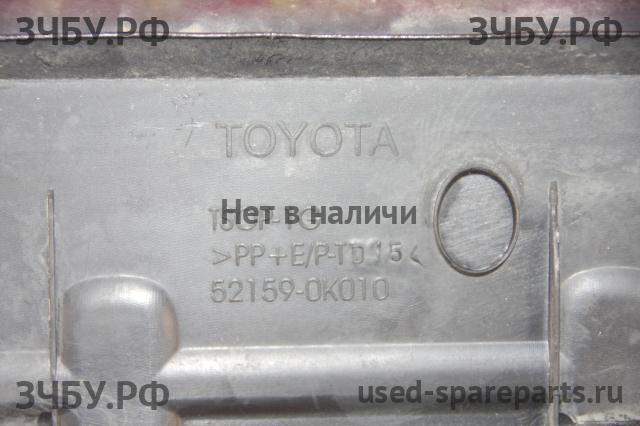 ЗЧБУ.РФ ЗЧБУ.РФ
TOYOTA
Нет в наличи
>PP+E/P-TD15<
52159-0K010
ЗЧБУ.РФ used-spareparts.ru